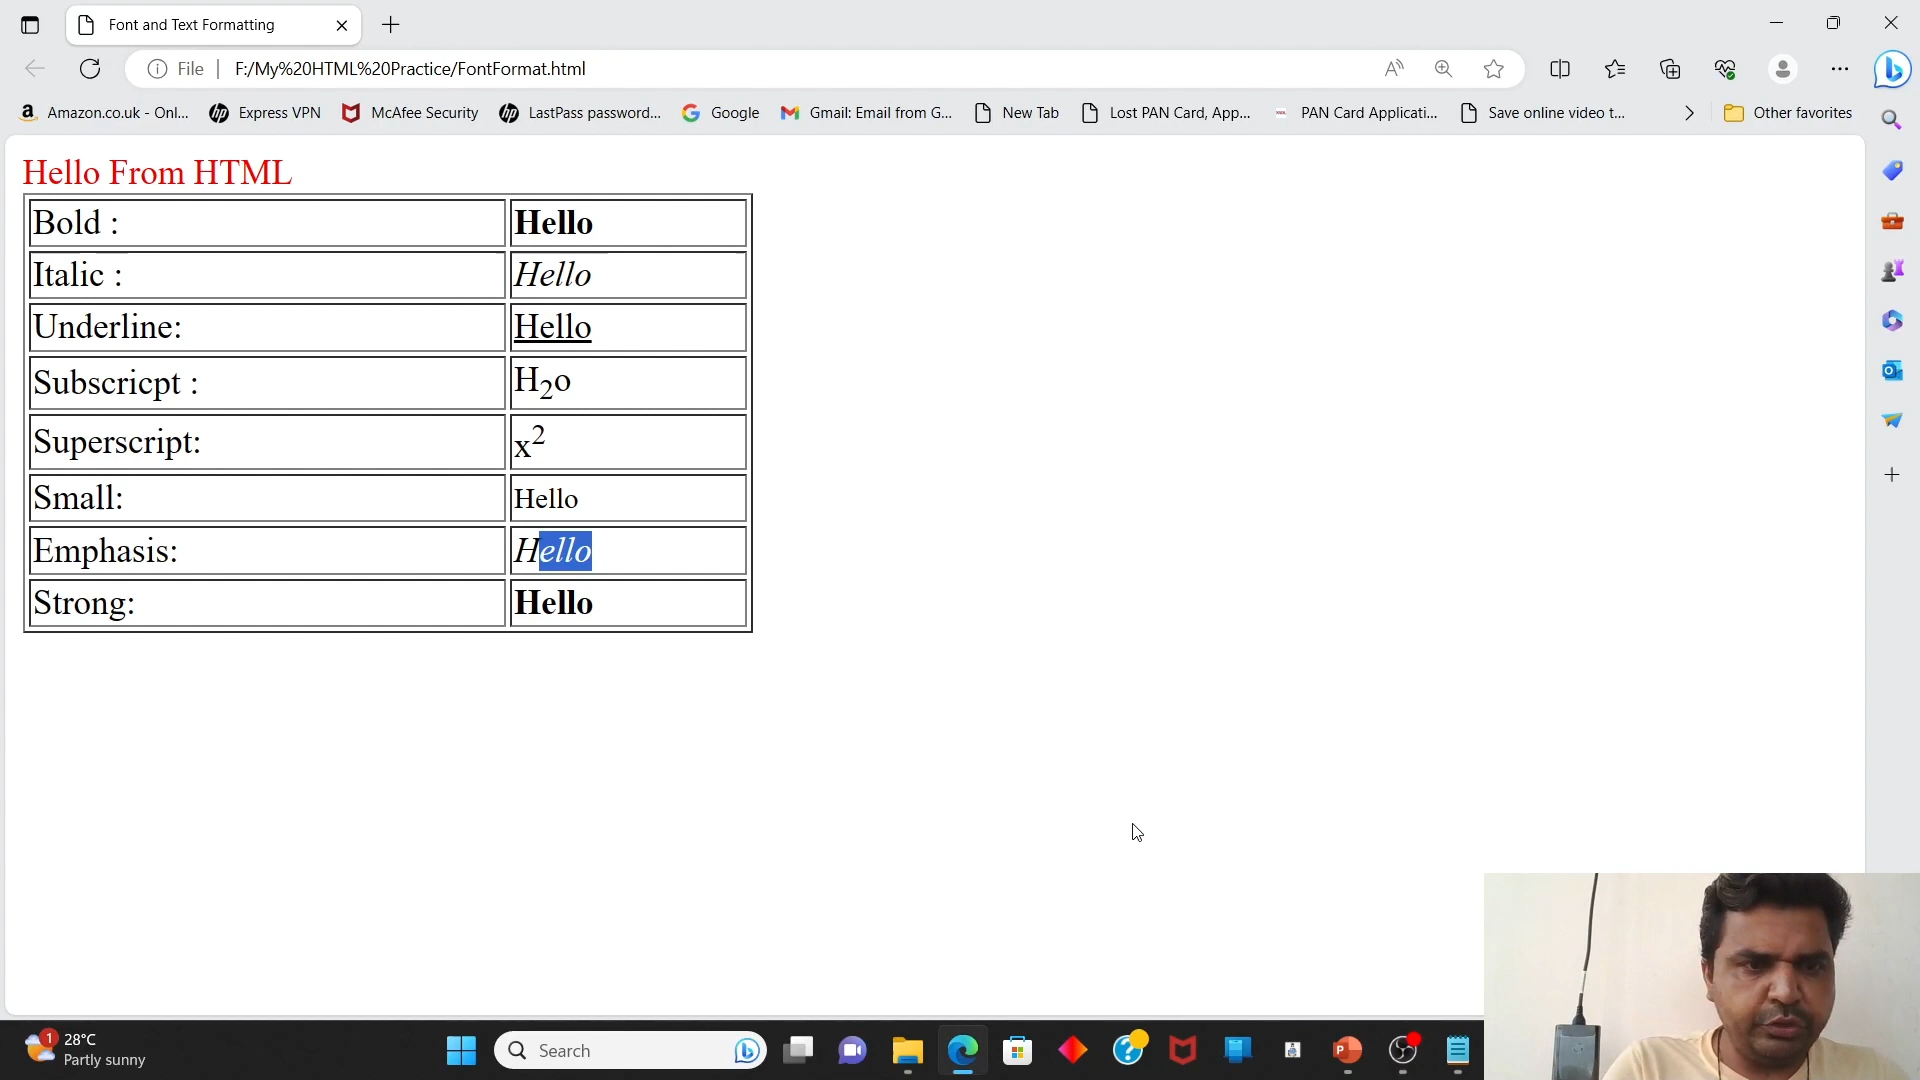 Font and Text Formatting
File F:/My%20HTML%20Practice/FontFormat.html
Amazon.co.uk - Onl... Express VPN McAfee Security LastPass password... Google Gmail: Email from G... New Tab Lost PAN Card, App... PAN Card Applicati... Save online video t... Other favorites
Hello From HTML
Bold : Hello
Italic : Hello
Underline: Hello
Subscricpt : H₂o
Superscript: x²
Small: Hello
Emphasis: Hello
Strong: Hello
1 28°C
Partly sunny
Search